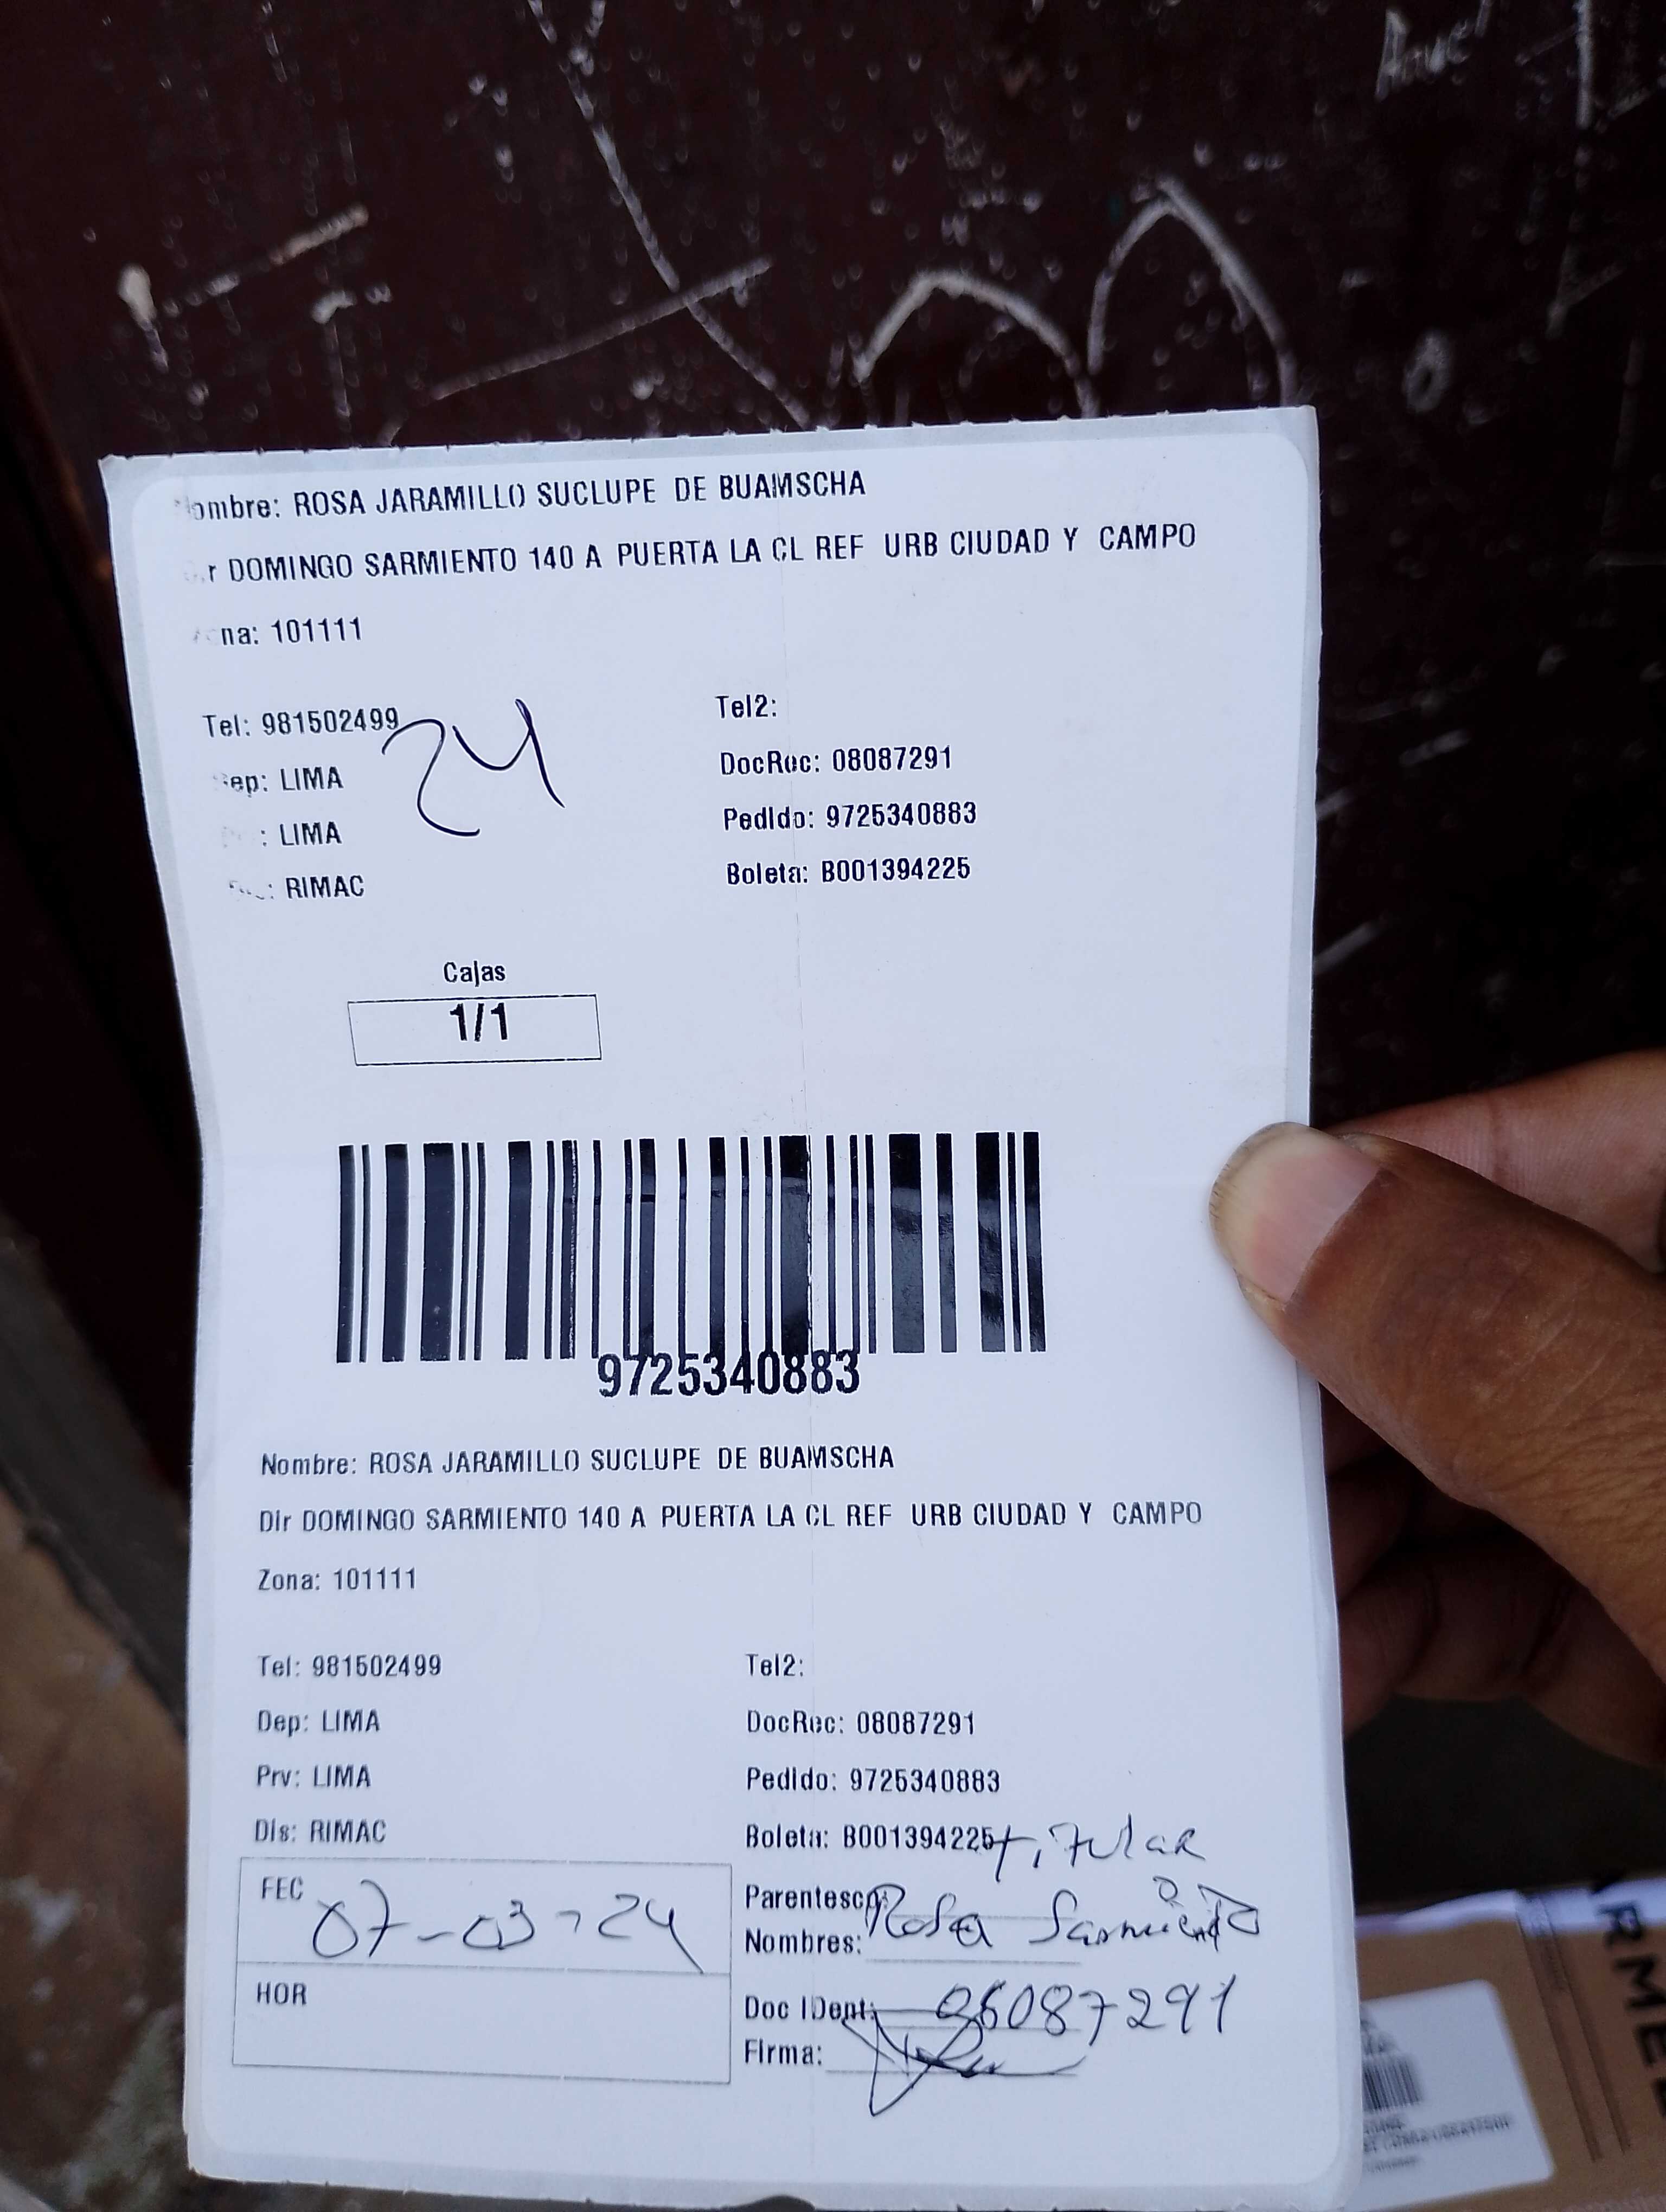 ombre: ROSA JARAMILLO SUCLUPE DE BUAMSCHA
r DOMINGO SARMIENTO 140 A PUERTA LA CL REF URB CIUDAD Y CAMPO
na: 101111
Tel: 981502499
24
Tel2:
ep: LIMA
DocRec: 08087291
: LIMA
Pedido: 9725340883
: RIMAC
Boleta: B001394225
Cajas
1/1
9725340883
Nombre: ROSA JARAMILLO SUCLUPE DE BUAMSCHA
Dir DOMINGO SARMIENTO 140 A PUERTA LA CL REF URB CIUDAD Y CAMPO
Zona: 101111
Tel: 981502499
Tel2:
Dep: LIMA
DocRec: 08087291
Prv: LIMA
Pedido: 9725340883
Dis: RIMAC
Boleta: B001394225 titular
FEC 07-03-24
Parentesco:
Nombres: Rosa Sarmiento
HOR
Doc IDent: 08087291
Firma:
RME